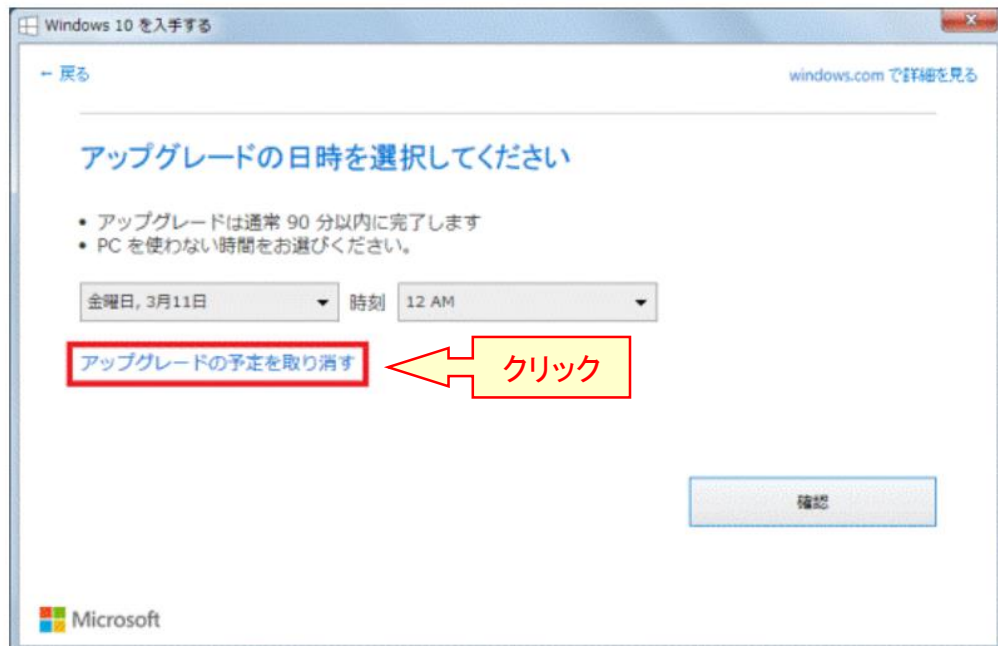 Windows 10 を入手する
← 戻る
windows.com で詳細を見る
アップグレードの日時を選択してください
• アップグレードは通常 90 分以内に完了します
• PC を使わない時間をお選びください。
金曜日, 3月11日 時刻 12 AM
アップグレードの予定を取り消す
クリック
確認
Microsoft